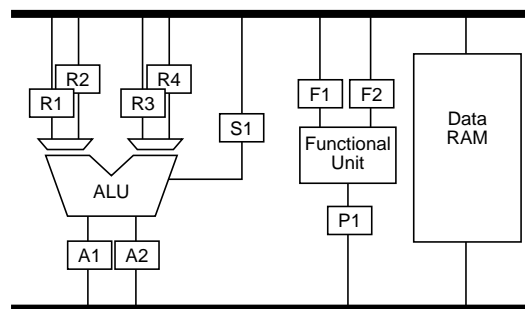 R2
R4
R1
R3
F1
F2
S1
Data
RAM
Functional
Unit
ALU
P1
A1
A2